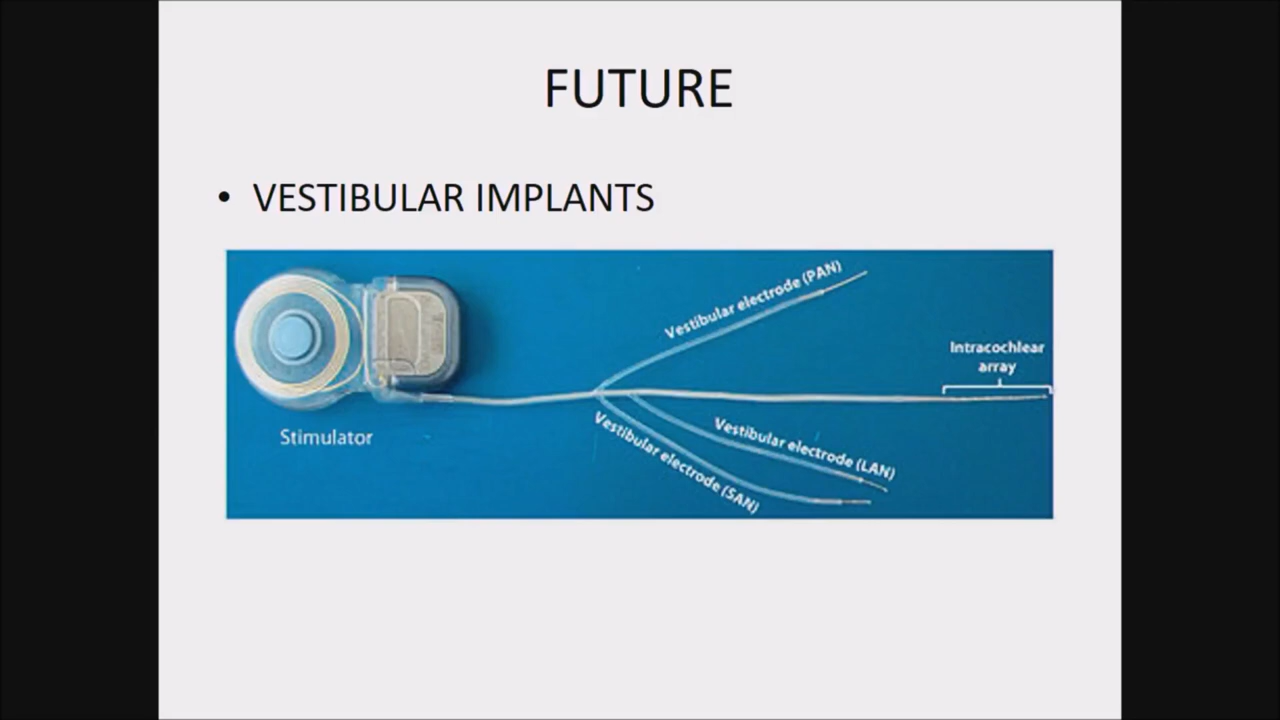 FUTURE
• VESTIBULAR IMPLANTS
Vestibular electrode (PAN)
Intracochlear
array
Stimulator
Vestibular electrode (LAN)
Vestibular electrode (SAN)